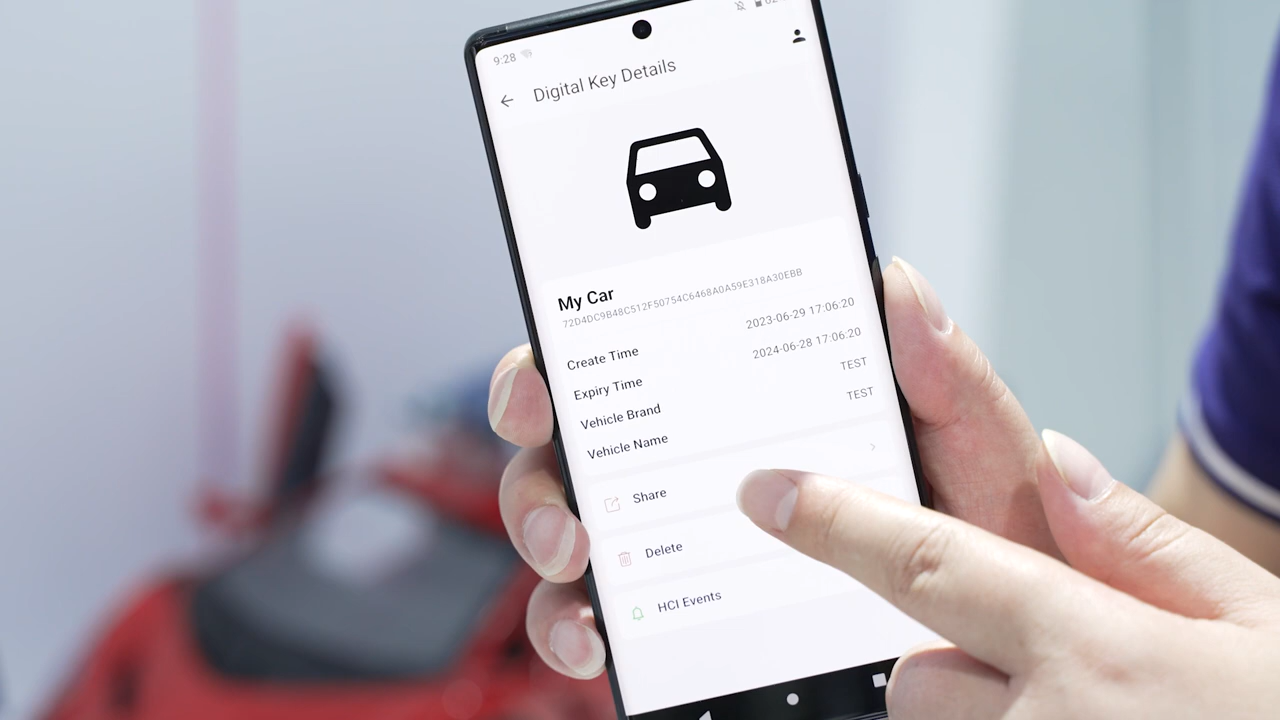 9:28
Digital Key Details
My Car
72D4DC9B48C512F50754C6468A0A59E318A30EBB
Create Time 2023-06-29 17:06:20
Expiry Time 2024-06-28 17:06:20
Vehicle Brand TEST
Vehicle Name TEST
Share
Delete
HCI Events